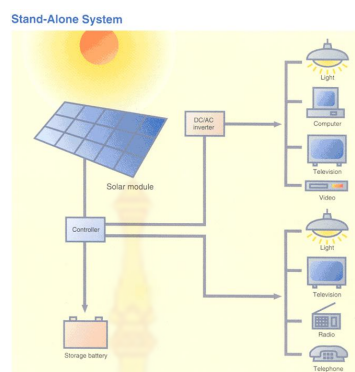 Stand-Alone System
Light
DC/AC
inverter
Computer
Solar module
Television
Video
Controller
Light
Television
Radio
Storage battery
Telephone